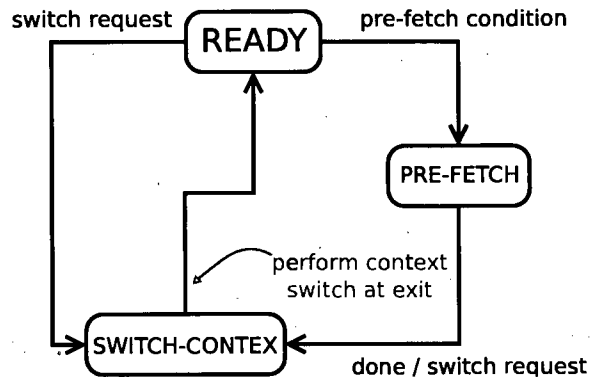 switch request
READY
pre-fetch condition
PRE-FETCH
perform context
switch at exit
SWITCH-CONTEX
done / switch request